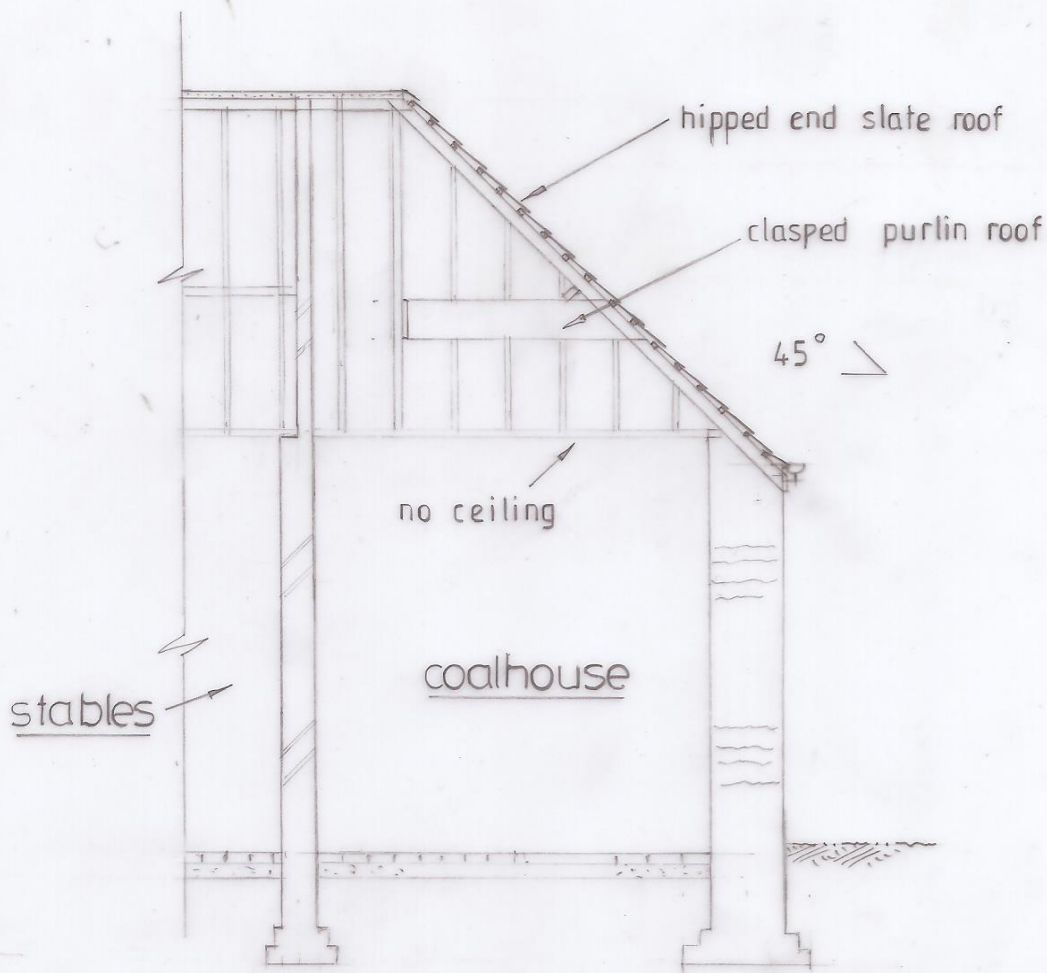 hipped end slate roof
clasped purlin roof
45°
no ceiling
coalhouse
stables